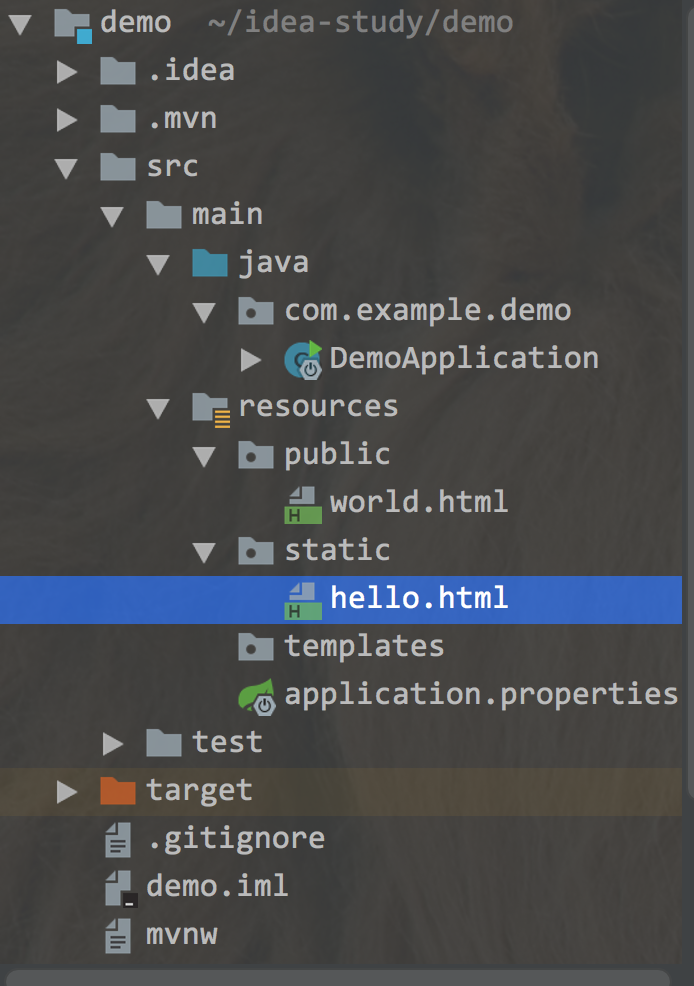 demo ~/idea-study/demo
.idea
.mvn
src
main
java
com.example.demo
DemoApplication
resources
public
H world.html
static
H hello.html
templates
application.properties
test
target
.gitignore
demo.iml
mvnw